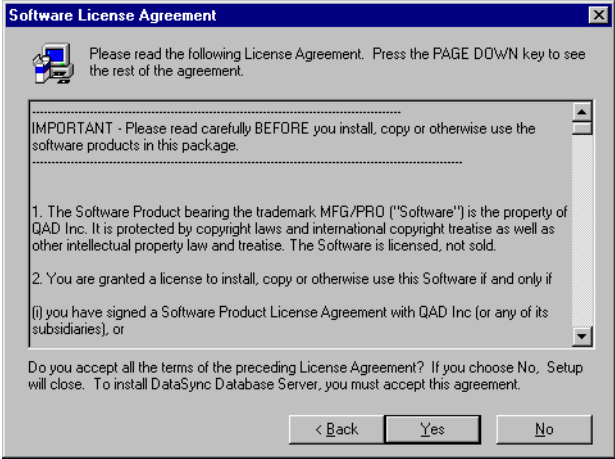 Software License Agreement
Please read the following License Agreement. Press the PAGE DOWN key to see
the rest of the agreement.
--------------------------------------------------------------------------------------------
IMPORTANT - Please read carefully BEFORE you install, copy or otherwise use the
software products in this package.
-----------------------------------------------------------------------------------------------------------
1. The Software Product bearing the trademark MFG/PRO ("Software") is the property of
QAD Inc. It is protected by copyright laws and international copyright treatise as well as
other intellectual property law and treatise. The Software is licensed, not sold.
2. You are granted a license to install, copy or otherwise use this Software if and only if
(i) you have signed a Software Product License Agreement with QAD Inc (or any of its
subsidiaries), or
Do you accept all the terms of the preceding License Agreement? If you choose No, Setup
will close. To install DataSync Database Server, you must accept this agreement.
< Back Yes No